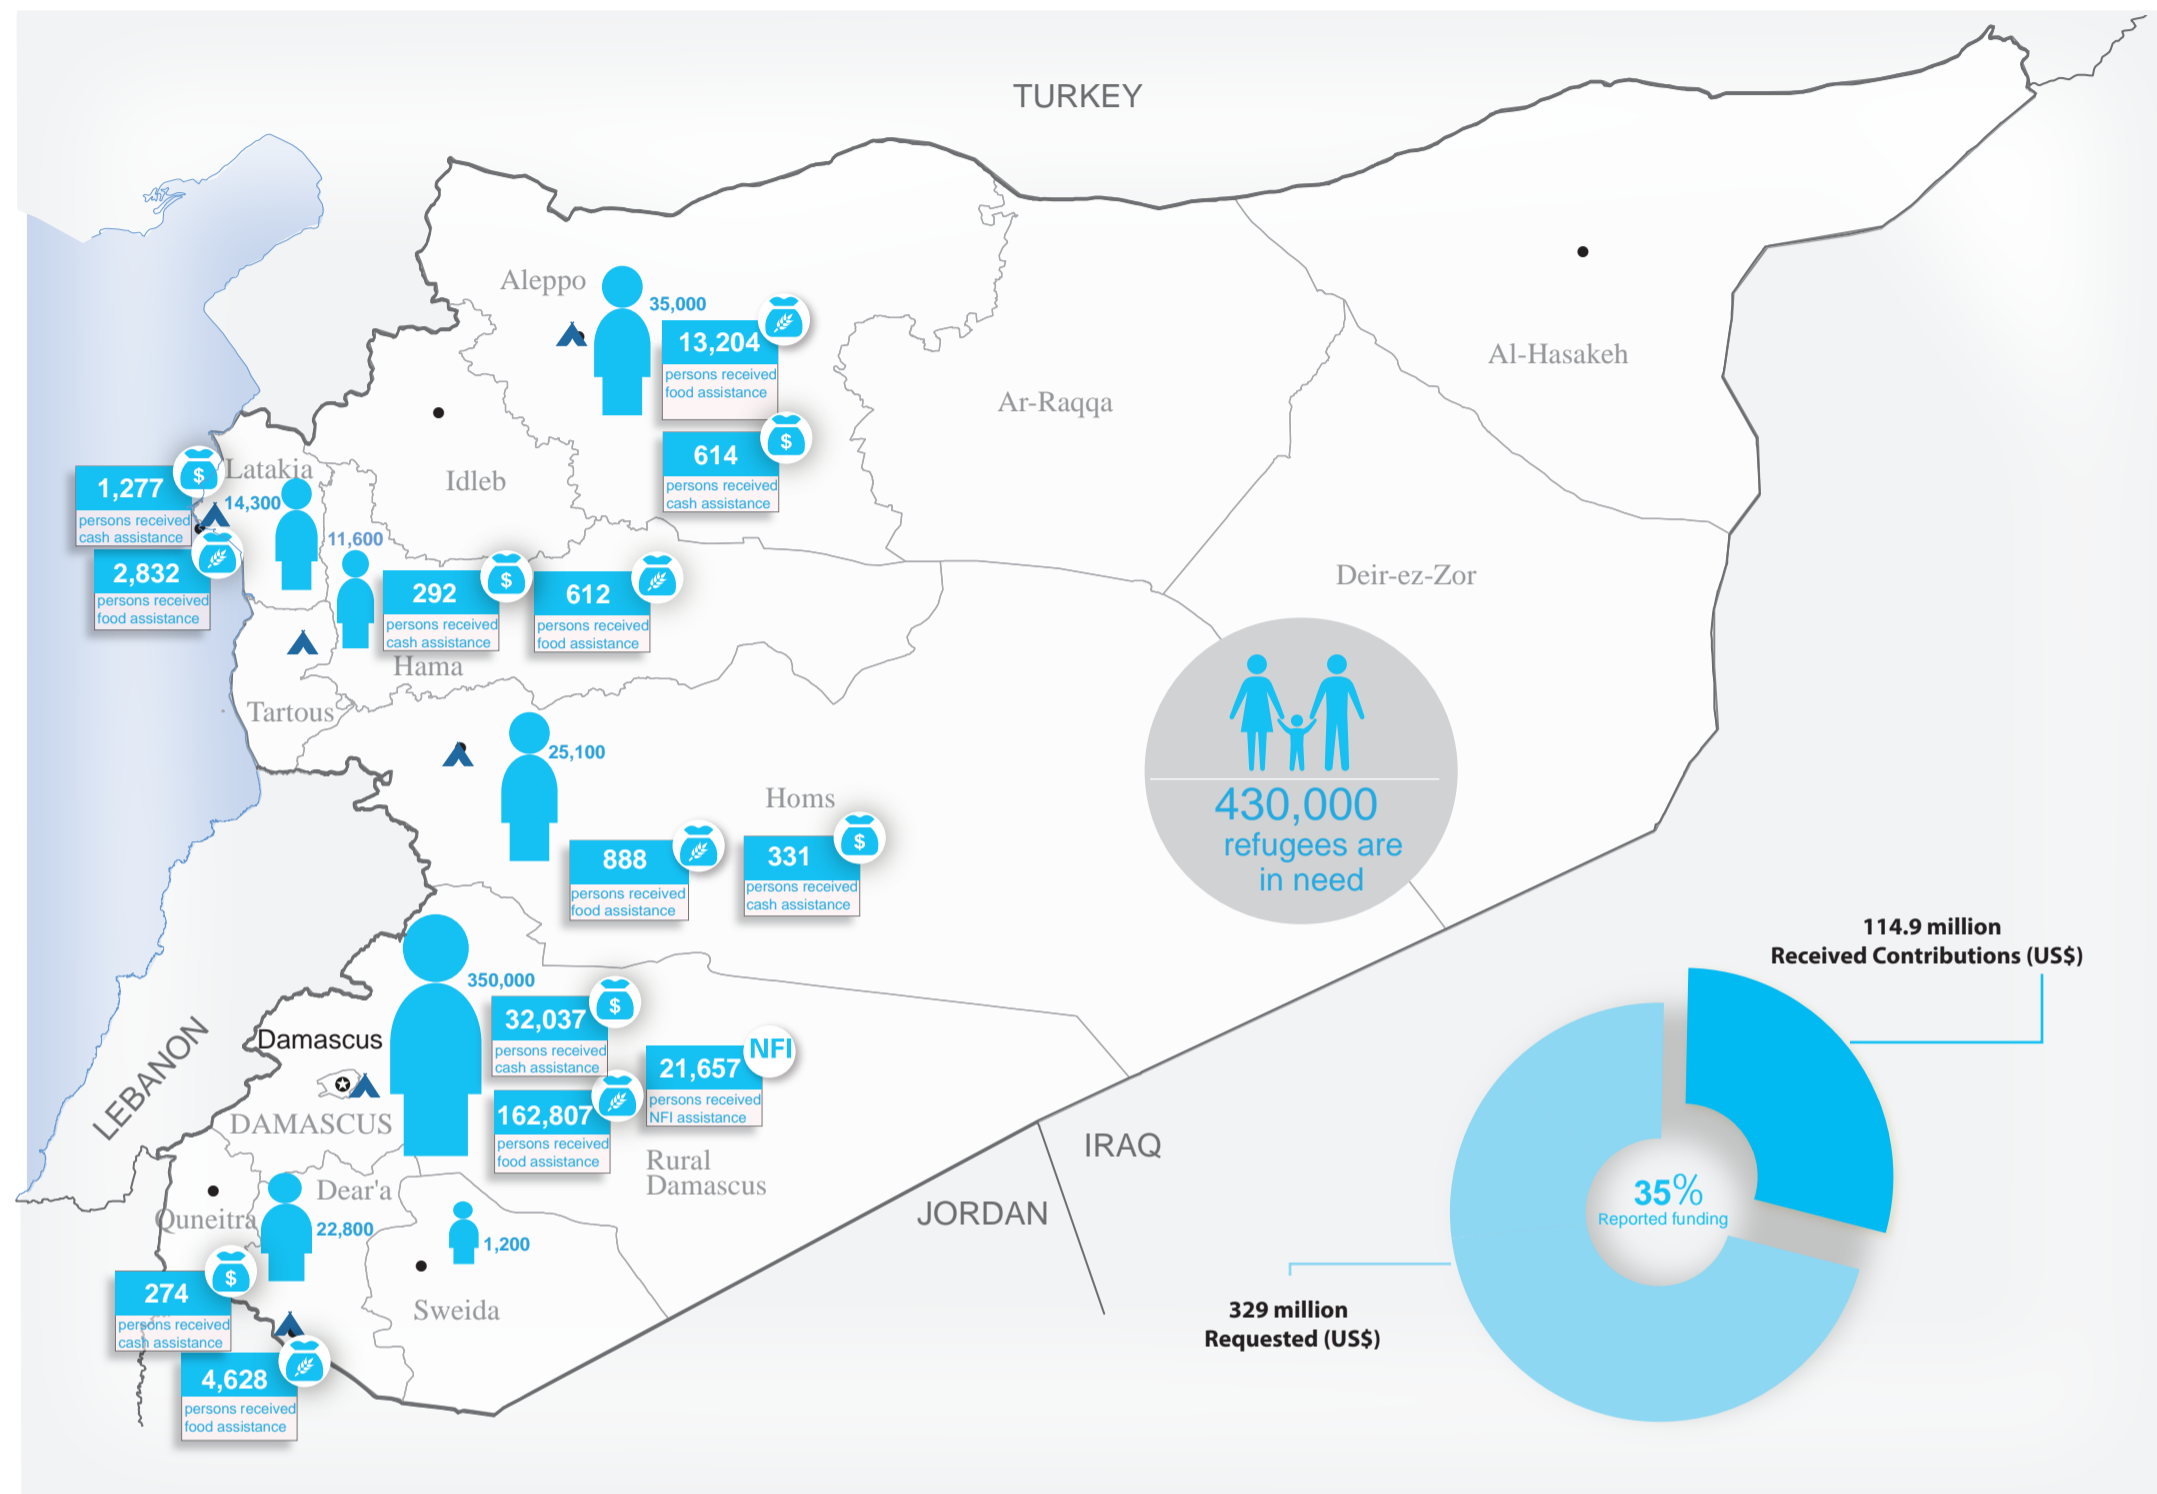 TURKEY
Aleppo
35,000
13,204
persons received
food assistance
614
persons received
cash assistance
Ar-Raqqa
Al-Hasakeh
Latakia
14,300
1,277
persons received
cash assistance
2,832
persons received
food assistance
Idleb
11,600
292
persons received
cash assistance
612
persons received
food assistance
Hama
Tartous
Deir-ez-Zor
430,000
refugees are
in need
25,100
Homs
888
persons received
food assistance
331
persons received
cash assistance
350,000
32,037
persons received
cash assistance
162,807
persons received
food assistance
NFI
21,657
persons received
NFI assistance
Damascus
DAMASCUS
LEBANON
Rural
Damascus
IRAQ
JORDAN
Dear'a
Quneitra
22,800
1,200
Sweida
274
persons received
cash assistance
4,628
persons received
food assistance
114.9 million
Received Contributions (US$)
35%
Reported funding
329 million
Requested (US$)